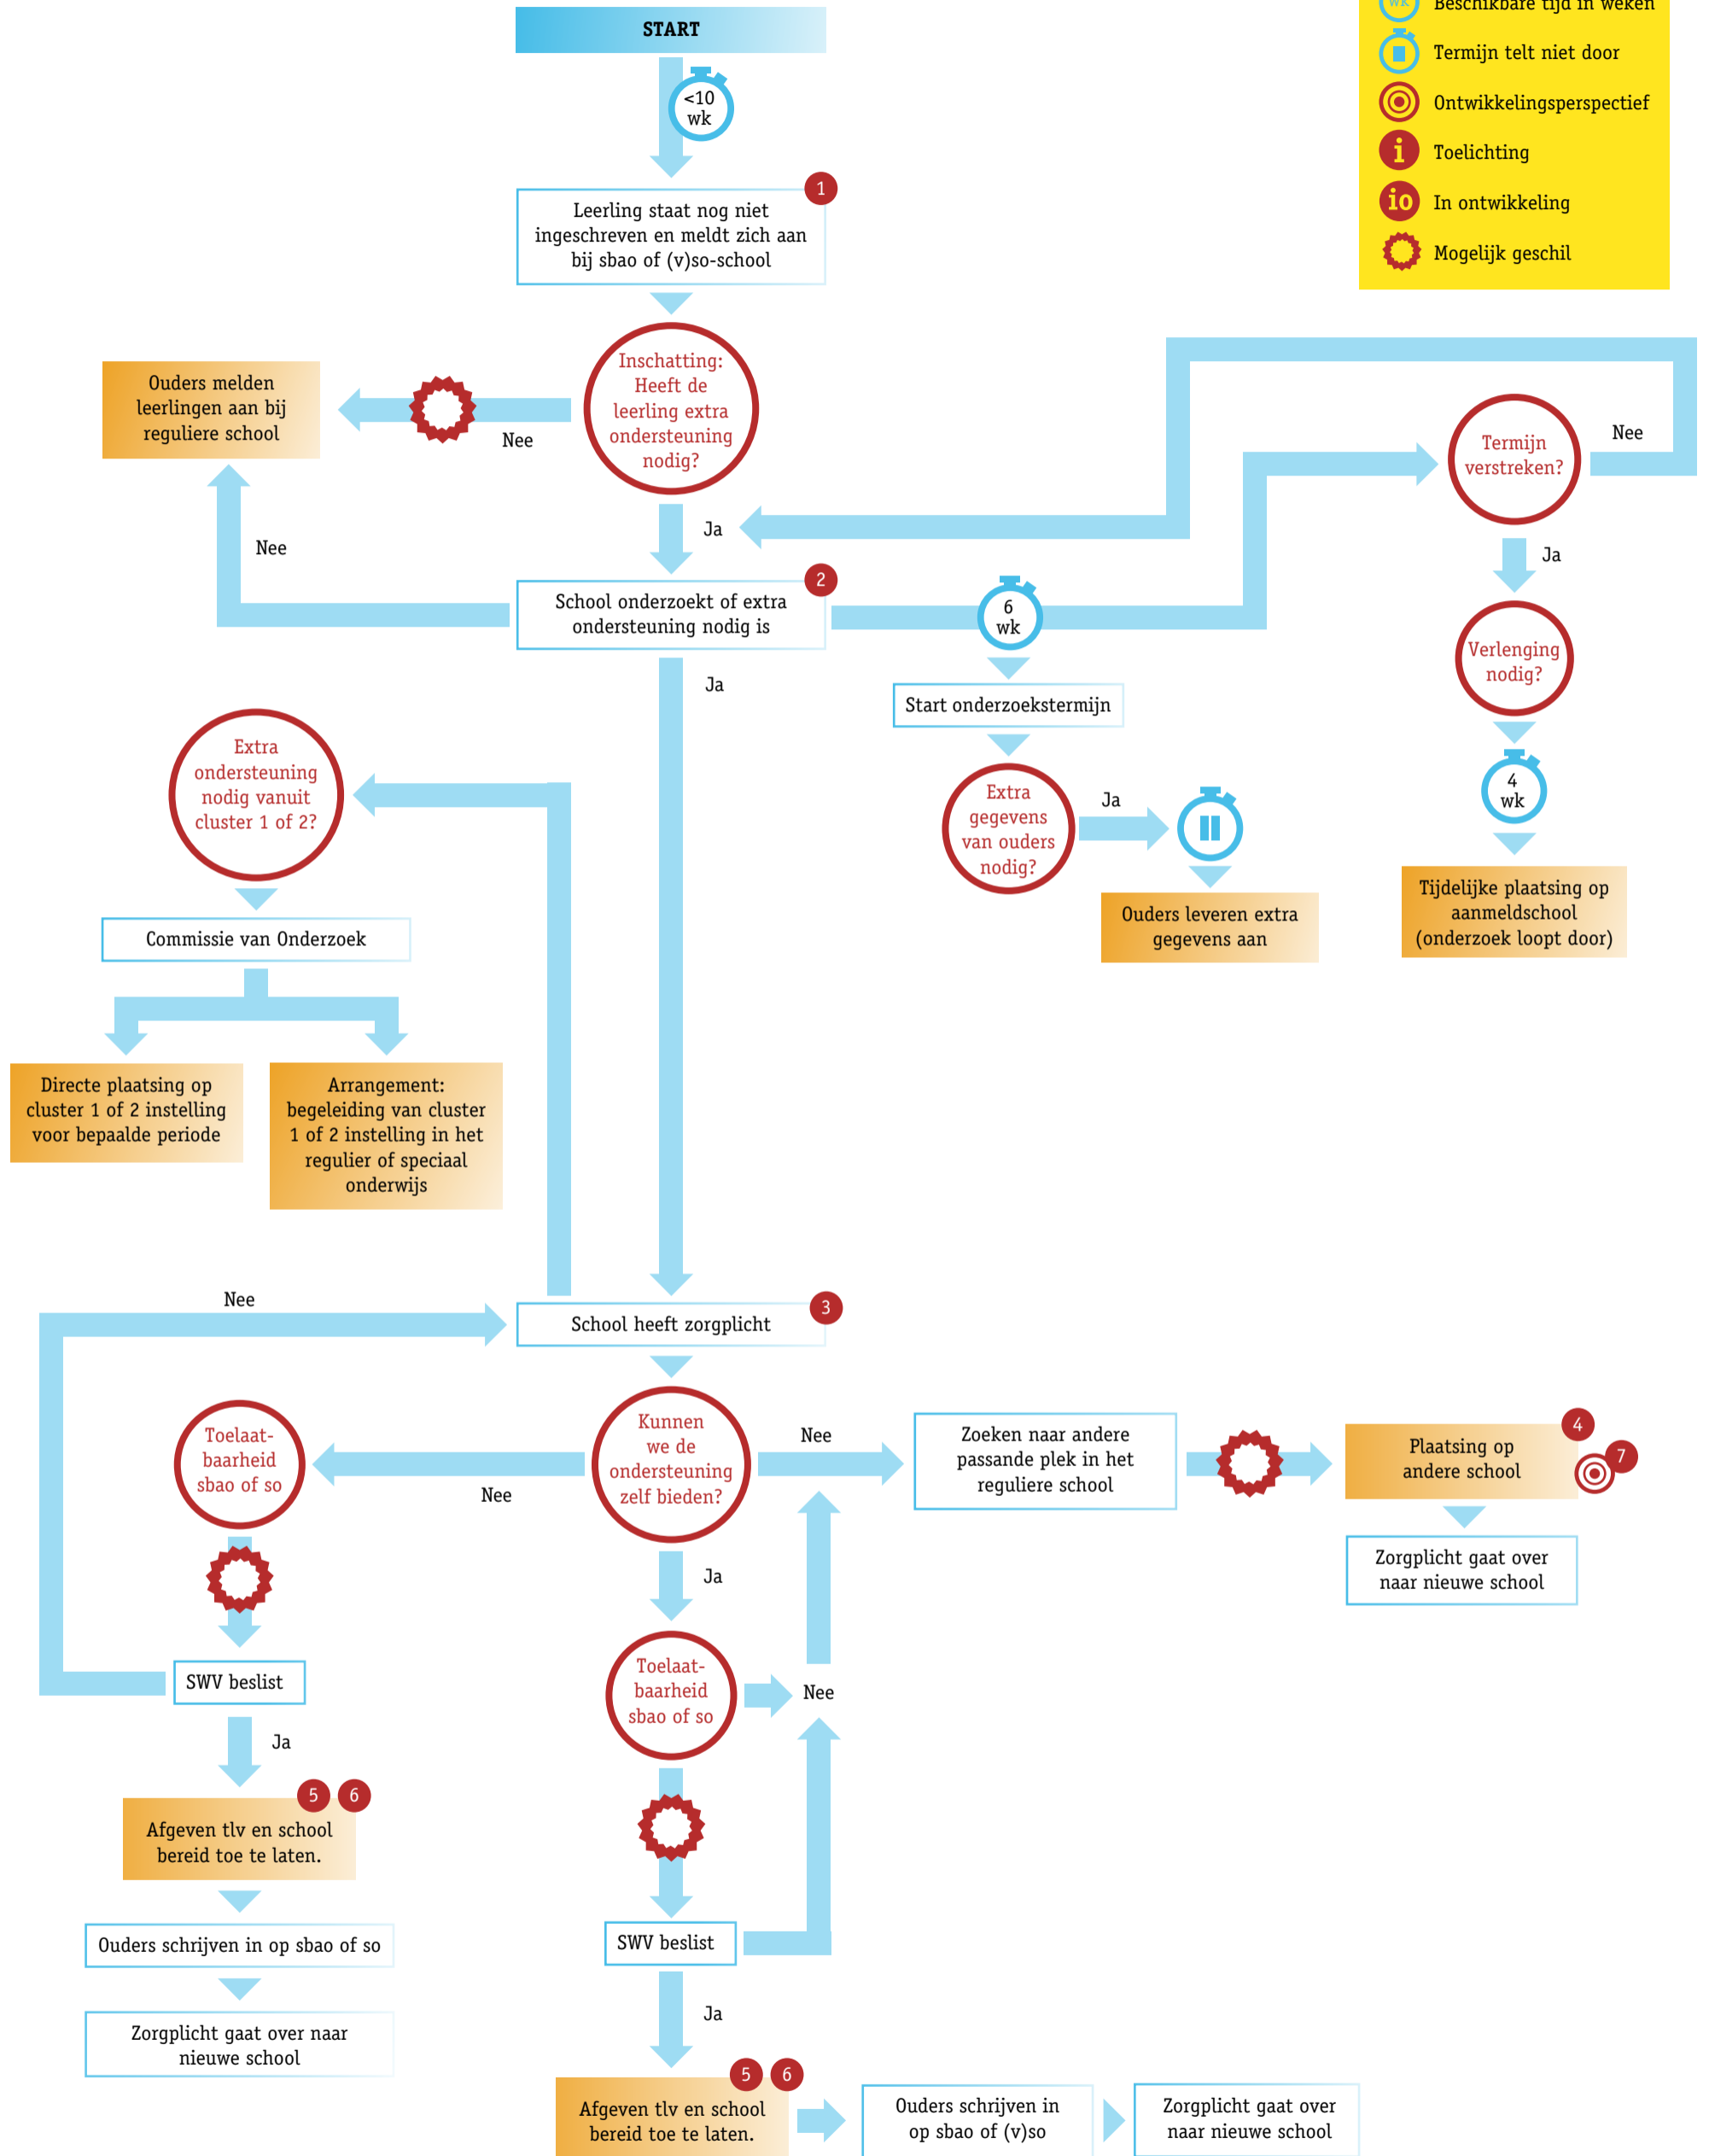 START
<10
wk
1
Leerling staat nog niet
ingeschreven en meldt zich aan
bij sbao of (v)so-school
wk
Beschikbare tijd in weken
Termijn telt niet door
Ontwikkelingsperspectief
i
Toelichting
io
In ontwikkeling
Mogelijk geschil
Inschatting:
Heeft de
leerling extra
ondersteuning
nodig?
Nee
Ouders melden
leerlingen aan bij
reguliere school
Ja
Nee
2
School onderzoekt of extra
ondersteuning nodig is
6
wk
Termijn
verstreken?
Nee
Ja
Verlenging
nodig?
4
wk
Tijdelijke plaatsing op
aanmeldschool
(onderzoek loopt door)
Start onderzoekstermijn
Extra
gegevens
van ouders
nodig?
Ja
Ouders leveren extra
gegevens aan
Ja
Extra
ondersteuning
nodig vanuit
cluster 1 of 2?
Commissie van Onderzoek
Directe plaatsing op
cluster 1 of 2 instelling
voor bepaalde periode
Arrangement:
begeleiding van cluster
1 of 2 instelling in het
regulier of speciaal
onderwijs
Nee
3
School heeft zorgplicht
Kunnen
we de
ondersteuning
zelf bieden?
Nee
Toelaat-
baarheid
sbao of so
SWV beslist
Ja
5
6
Afgeven tlv en school
bereid toe te laten.
Ouders schrijven in op sbao of so
Zorgplicht gaat over naar
nieuwe school
Nee
Zoeken naar andere
passande plek in het
reguliere school
4
7
Plaatsing op
andere school
Zorgplicht gaat over
naar nieuwe school
Ja
Toelaat-
baarheid
sbao of so
Nee
SWV beslist
Ja
5
6
Afgeven tlv en school
bereid toe te laten.
Ouders schrijven in
op sbao of (v)so
Zorgplicht gaat over
naar nieuwe school